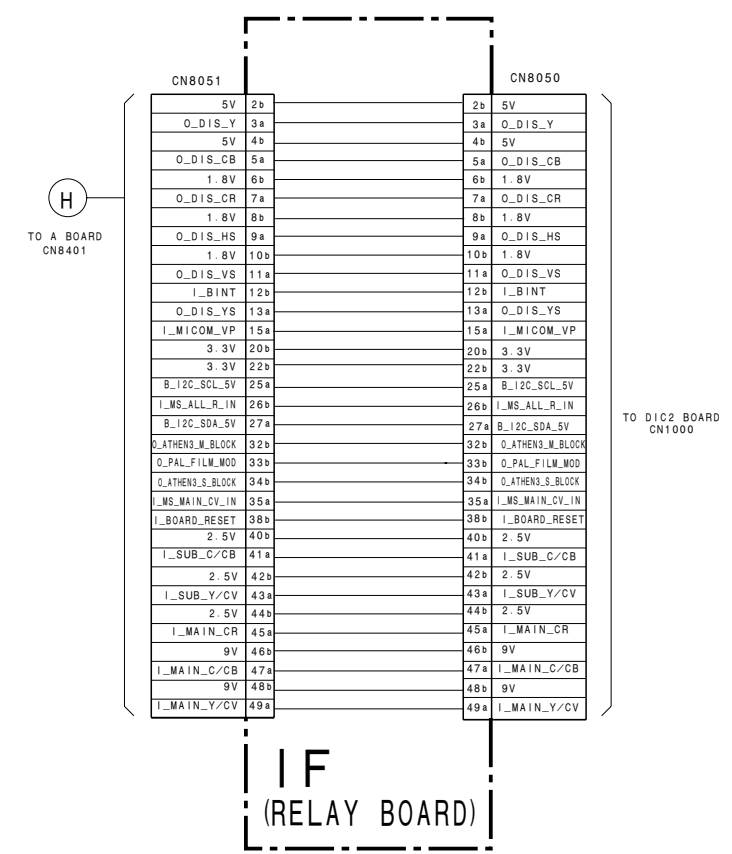 CN8051 CN8050
5V 2b 2b 5V
O_DIS_Y 3a 3a O_DIS_Y
5V 4b 4b 5V
O_DIS_CB 5a 5a O_DIS_CB
1.8V 6b 6b 1.8V
H
O_DIS_CR 7a 7a O_DIS_CR
1.8V 8b 8b 1.8V
TO A BOARD
CN8401
O_DIS_HS 9a 9a O_DIS_HS
1.8V 10b 10b 1.8V
O_DIS_VS 11a 11a O_DIS_VS
I_BINT 12b 12b I_BINT
O_DIS_YS 13a 13a O_DIS_YS
I_MICOM_VP 15a 15a I_MICOM_VP
3.3V 20b 20b 3.3V
3.3V 22b 22b 3.3V
B_I2C_SCL_5V 25a 25a B_I2C_SCL_5V
I_MS_ALL_R_IN 26b 26b I_MS_ALL_R_IN
B_I2C_SDA_5V 27a 27a B_I2C_SDA_5V
TO DIC2 BOARD
CN1000
O_ATHEN3_M_BLOCK 32b 32b O_ATHEN3_M_BLOCK
O_PAL_FILM_MOD 33b 33b O_PAL_FILM_MOD
O_ATHEN3_S_BLOCK 34b 34b O_ATHEN3_S_BLOCK
I_MS_MAIN_CV_IN 35a 35a I_MS_MAIN_CV_IN
I_BOARD_RESET 38b 38b I_BOARD_RESET
2.5V 40b 40b 2.5V
I_SUB_C/CB 41a 41a I_SUB_C/CB
2.5V 42b 42b 2.5V
I_SUB_Y/CV 43a 43a I_SUB_Y/CV
2.5V 44b 44b 2.5V
I_MAIN_CR 45a 45a I_MAIN_CR
9V 46b 46b 9V
I_MAIN_C/CB 47a 47a I_MAIN_C/CB
9V 48b 48b 9V
I_MAIN_Y/CV 49a 49a I_MAIN_Y/CV
IF
(RELAY BOARD)